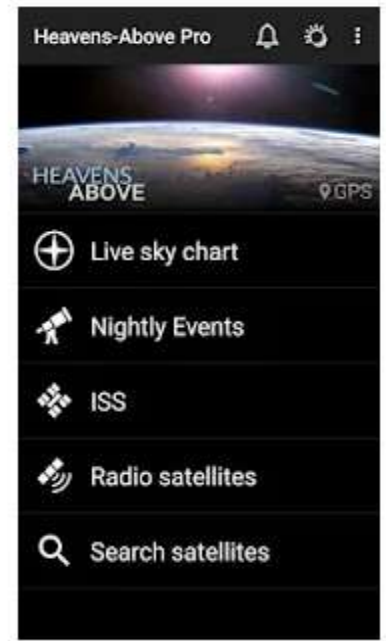 Heavens-Above Pro
HEAVENS
ABOVE
GPS
Live sky chart
Nightly Events
ISS
Radio satellites
Search satellites